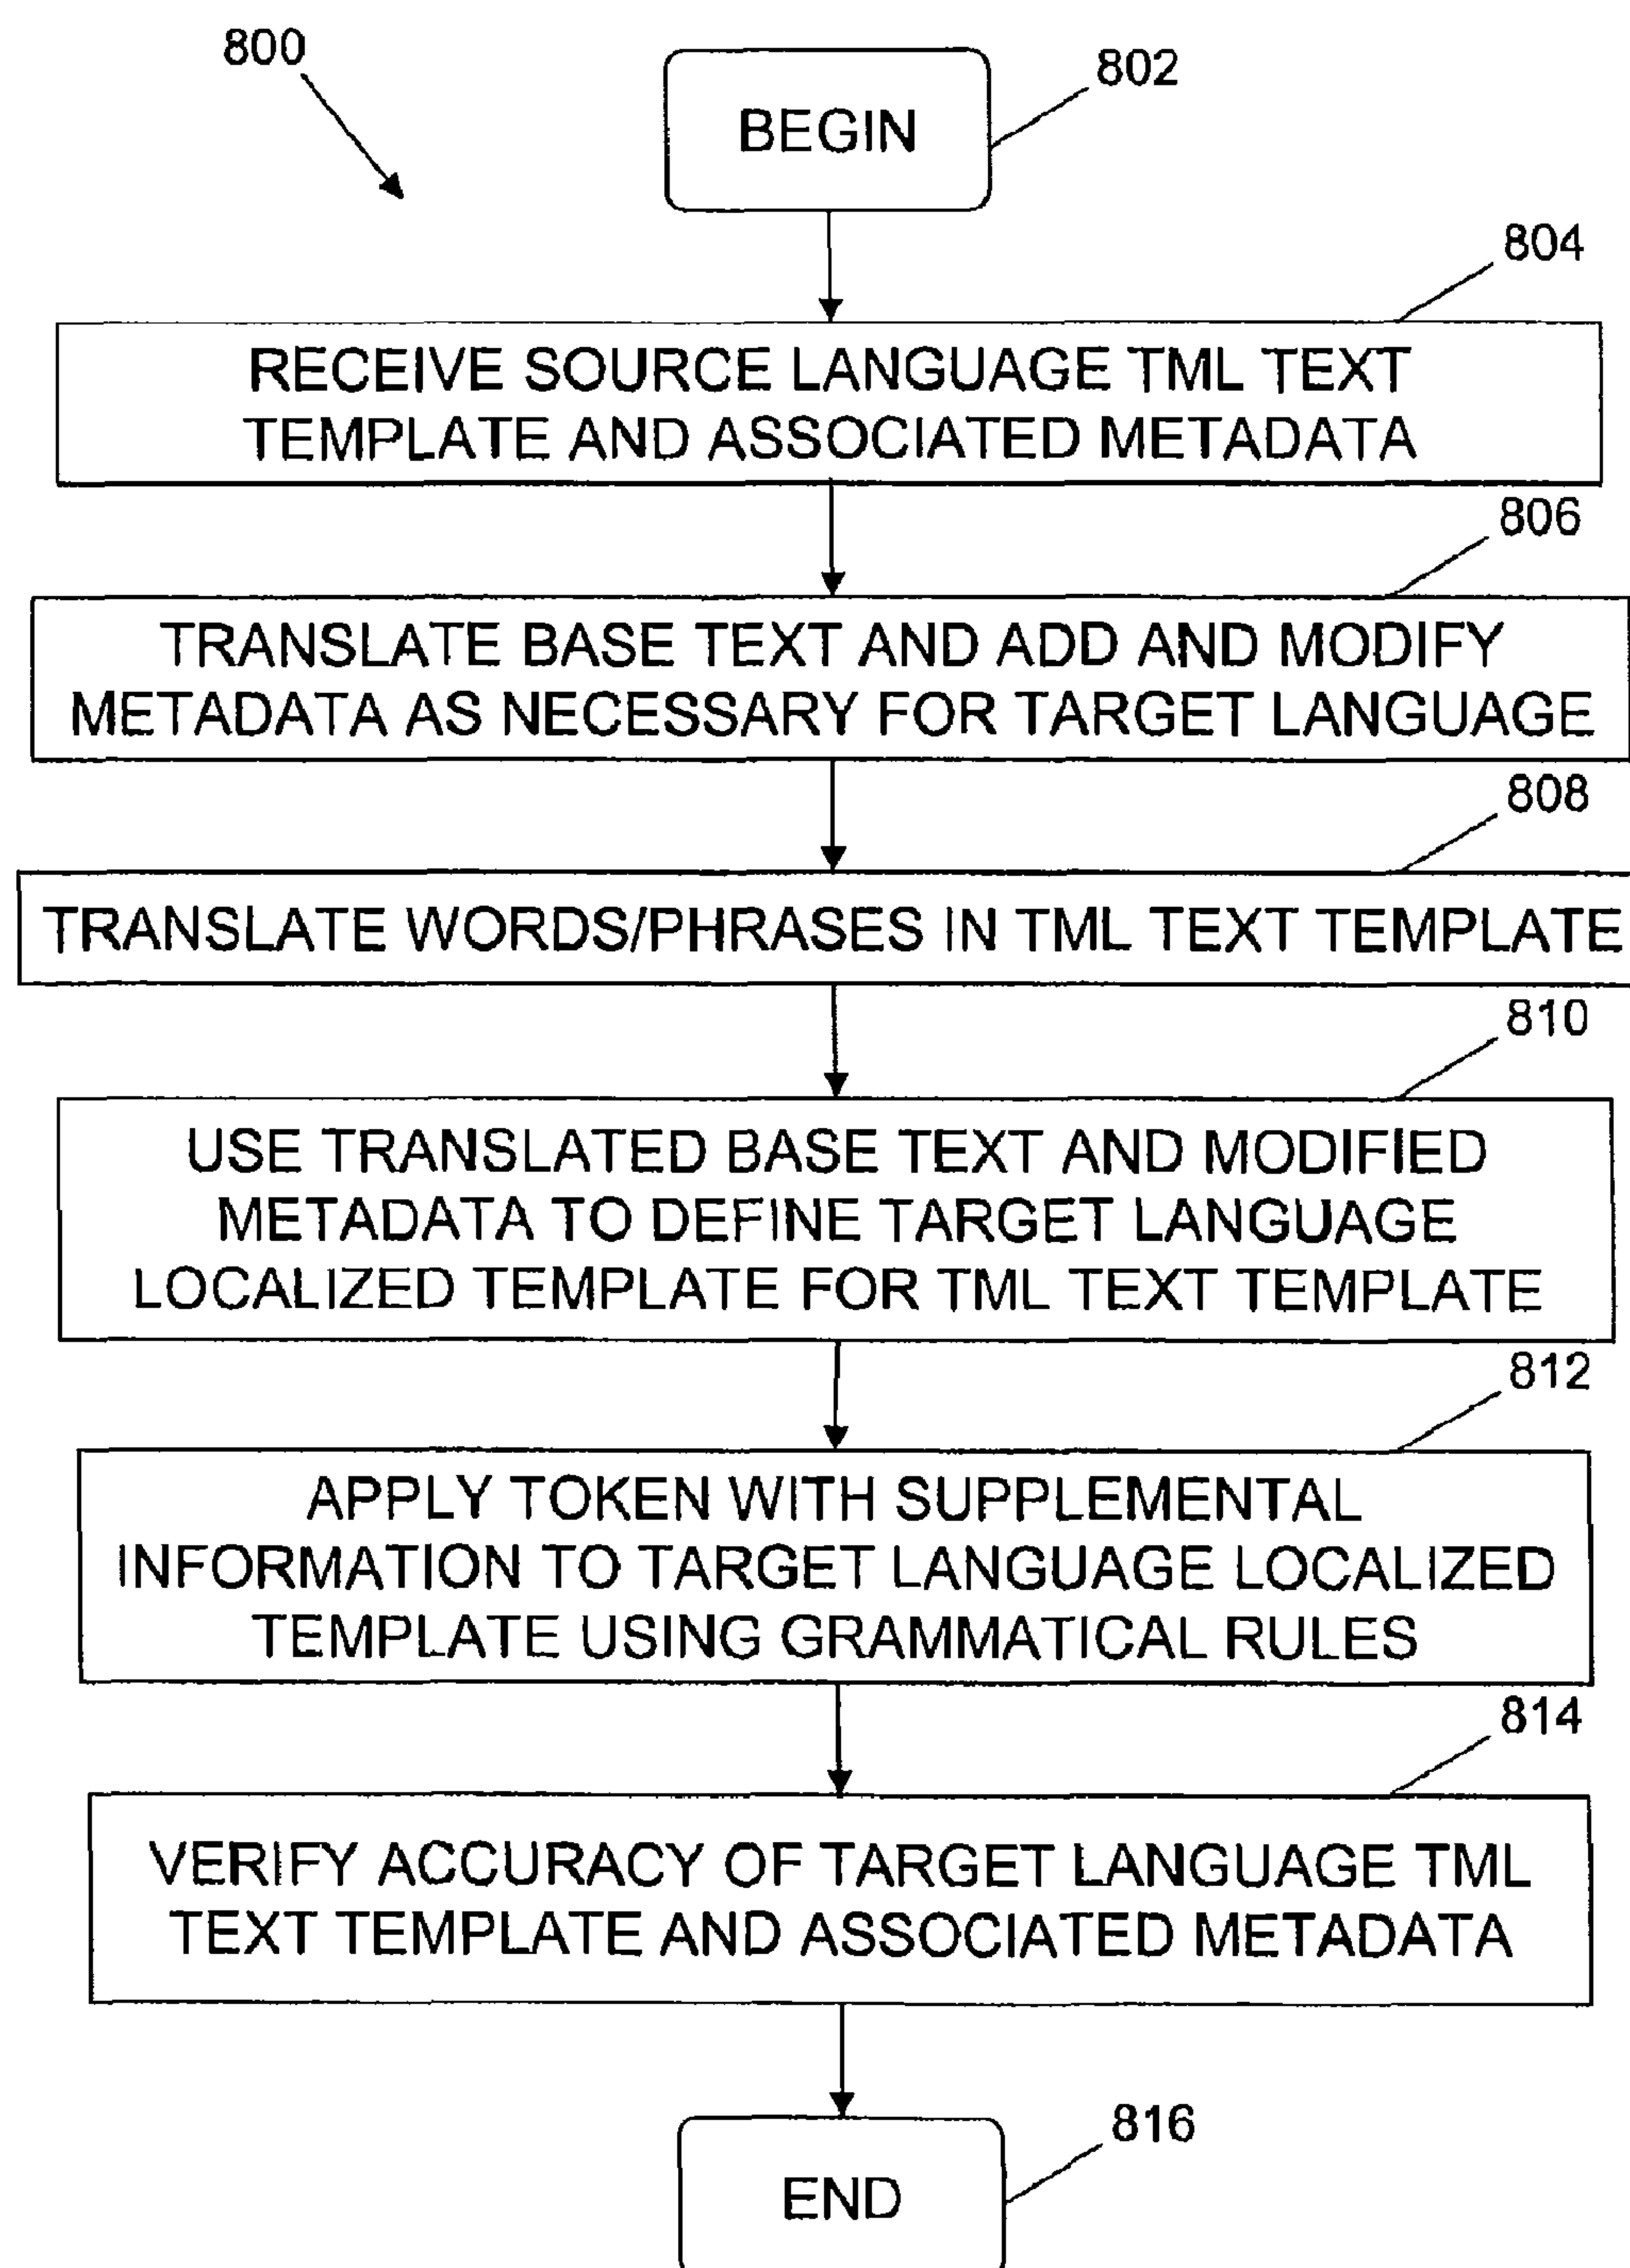 800
BEGIN
802
804
RECEIVE SOURCE LANGUAGE TML TEXT
TEMPLATE AND ASSOCIATED METADATA
806
TRANSLATE BASE TEXT AND ADD AND MODIFY
METADATA AS NECESSARY FOR TARGET LANGUAGE
808
TRANSLATE WORDS/PHRASES IN TML TEXT TEMPLATE
810
USE TRANSLATED BASE TEXT AND MODIFIED
METADATA TO DEFINE TARGET LANGUAGE
LOCALIZED TEMPLATE FOR TML TEXT TEMPLATE
812
APPLY TOKEN WITH SUPPLEMENTAL
INFORMATION TO TARGET LANGUAGE LOCALIZED
TEMPLATE USING GRAMMATICAL RULES
814
VERIFY ACCURACY OF TARGET LANGUAGE TML
TEXT TEMPLATE AND ASSOCIATED METADATA
816
END